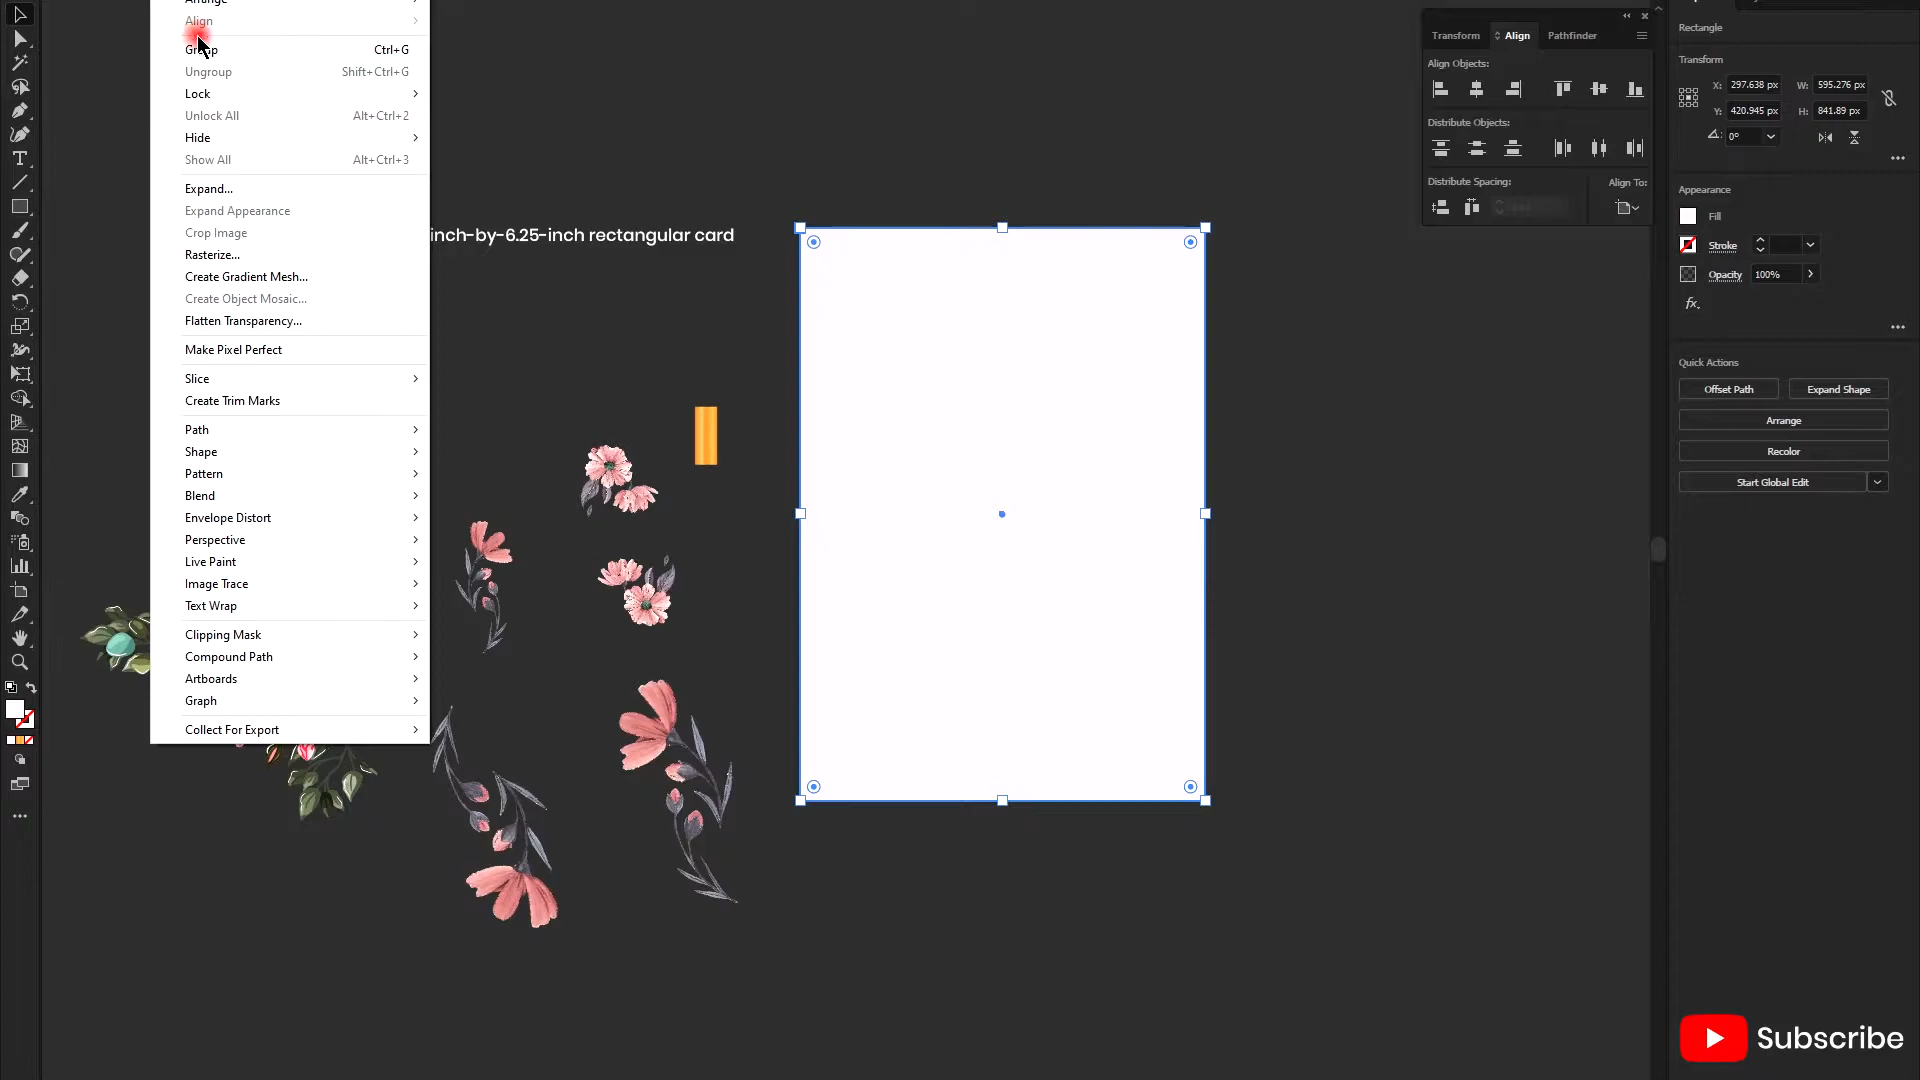 Arrange
Align
Group Ctrl+G
Ungroup Shift+Ctrl+G
Lock
Unlock All Alt+Ctrl+2
Hide
Show All Alt+Ctrl+3
Expand...
Expand Appearance
Crop Image
Rasterize...
Create Gradient Mesh...
Create Object Mosaic...
Flatten Transparency...
Make Pixel Perfect
Slice
Create Trim Marks
Path
Shape
Pattern
Blend
Envelope Distort
Perspective
Live Paint
Image Trace
Text Wrap
Clipping Mask
Compound Path
Artboards
Graph
Collect For Export
inch-by-6.25-inch rectangular card
Transform Align Pathfinder
Align Objects:
Distribute Objects:
Distribute Spacing: Align To:
Rectangle
Transform
X: 297.638 px W: 595.276 px
Y: 420.945 px H: 841.89 px
0°
Appearance
Fill
Stroke
Opacity 100%
fx.
Quick Actions
Offset Path Expand Shape
Arrange
Recolor
Start Global Edit
Subscribe